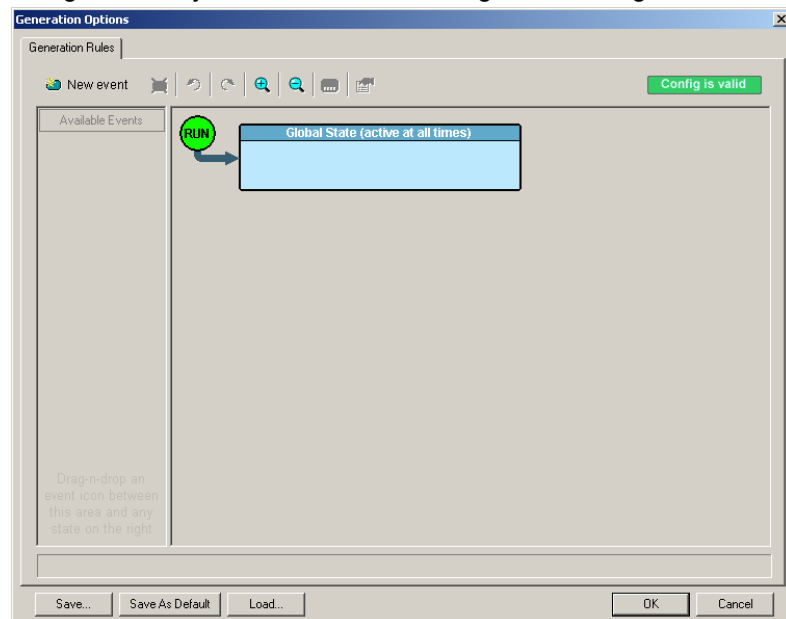 Generation Options
Generation Rules
New event
Config is valid
Available Events
RUN
Global State (active at all times)
Drag-n-drop an
event icon between
this area and any
state on the right
Save...
Save As Default
Load...
OK
Cancel